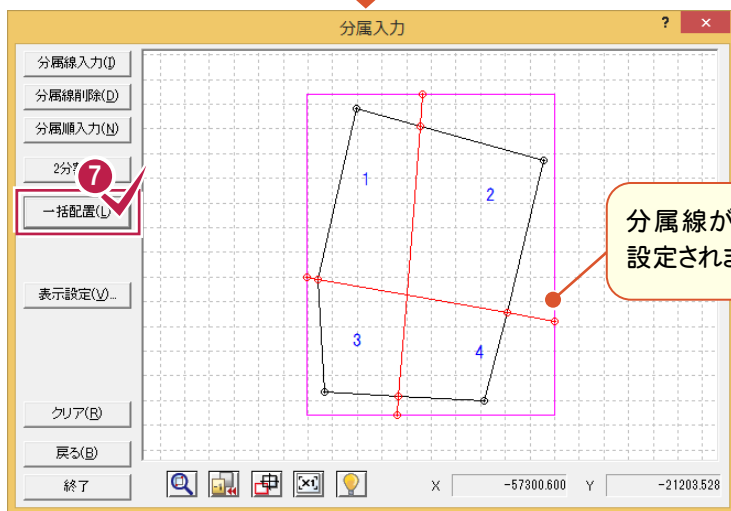 分属入力
?
×
分属線入力(I)
分属線削除(D)
分属順入力(N)
2分
7
一括配置(L)
表示設定(V)...
クリア(R)
戻る(B)
終了
1
2
3
4
分属線が
設定されま
X -57300.600 Y -21203.528